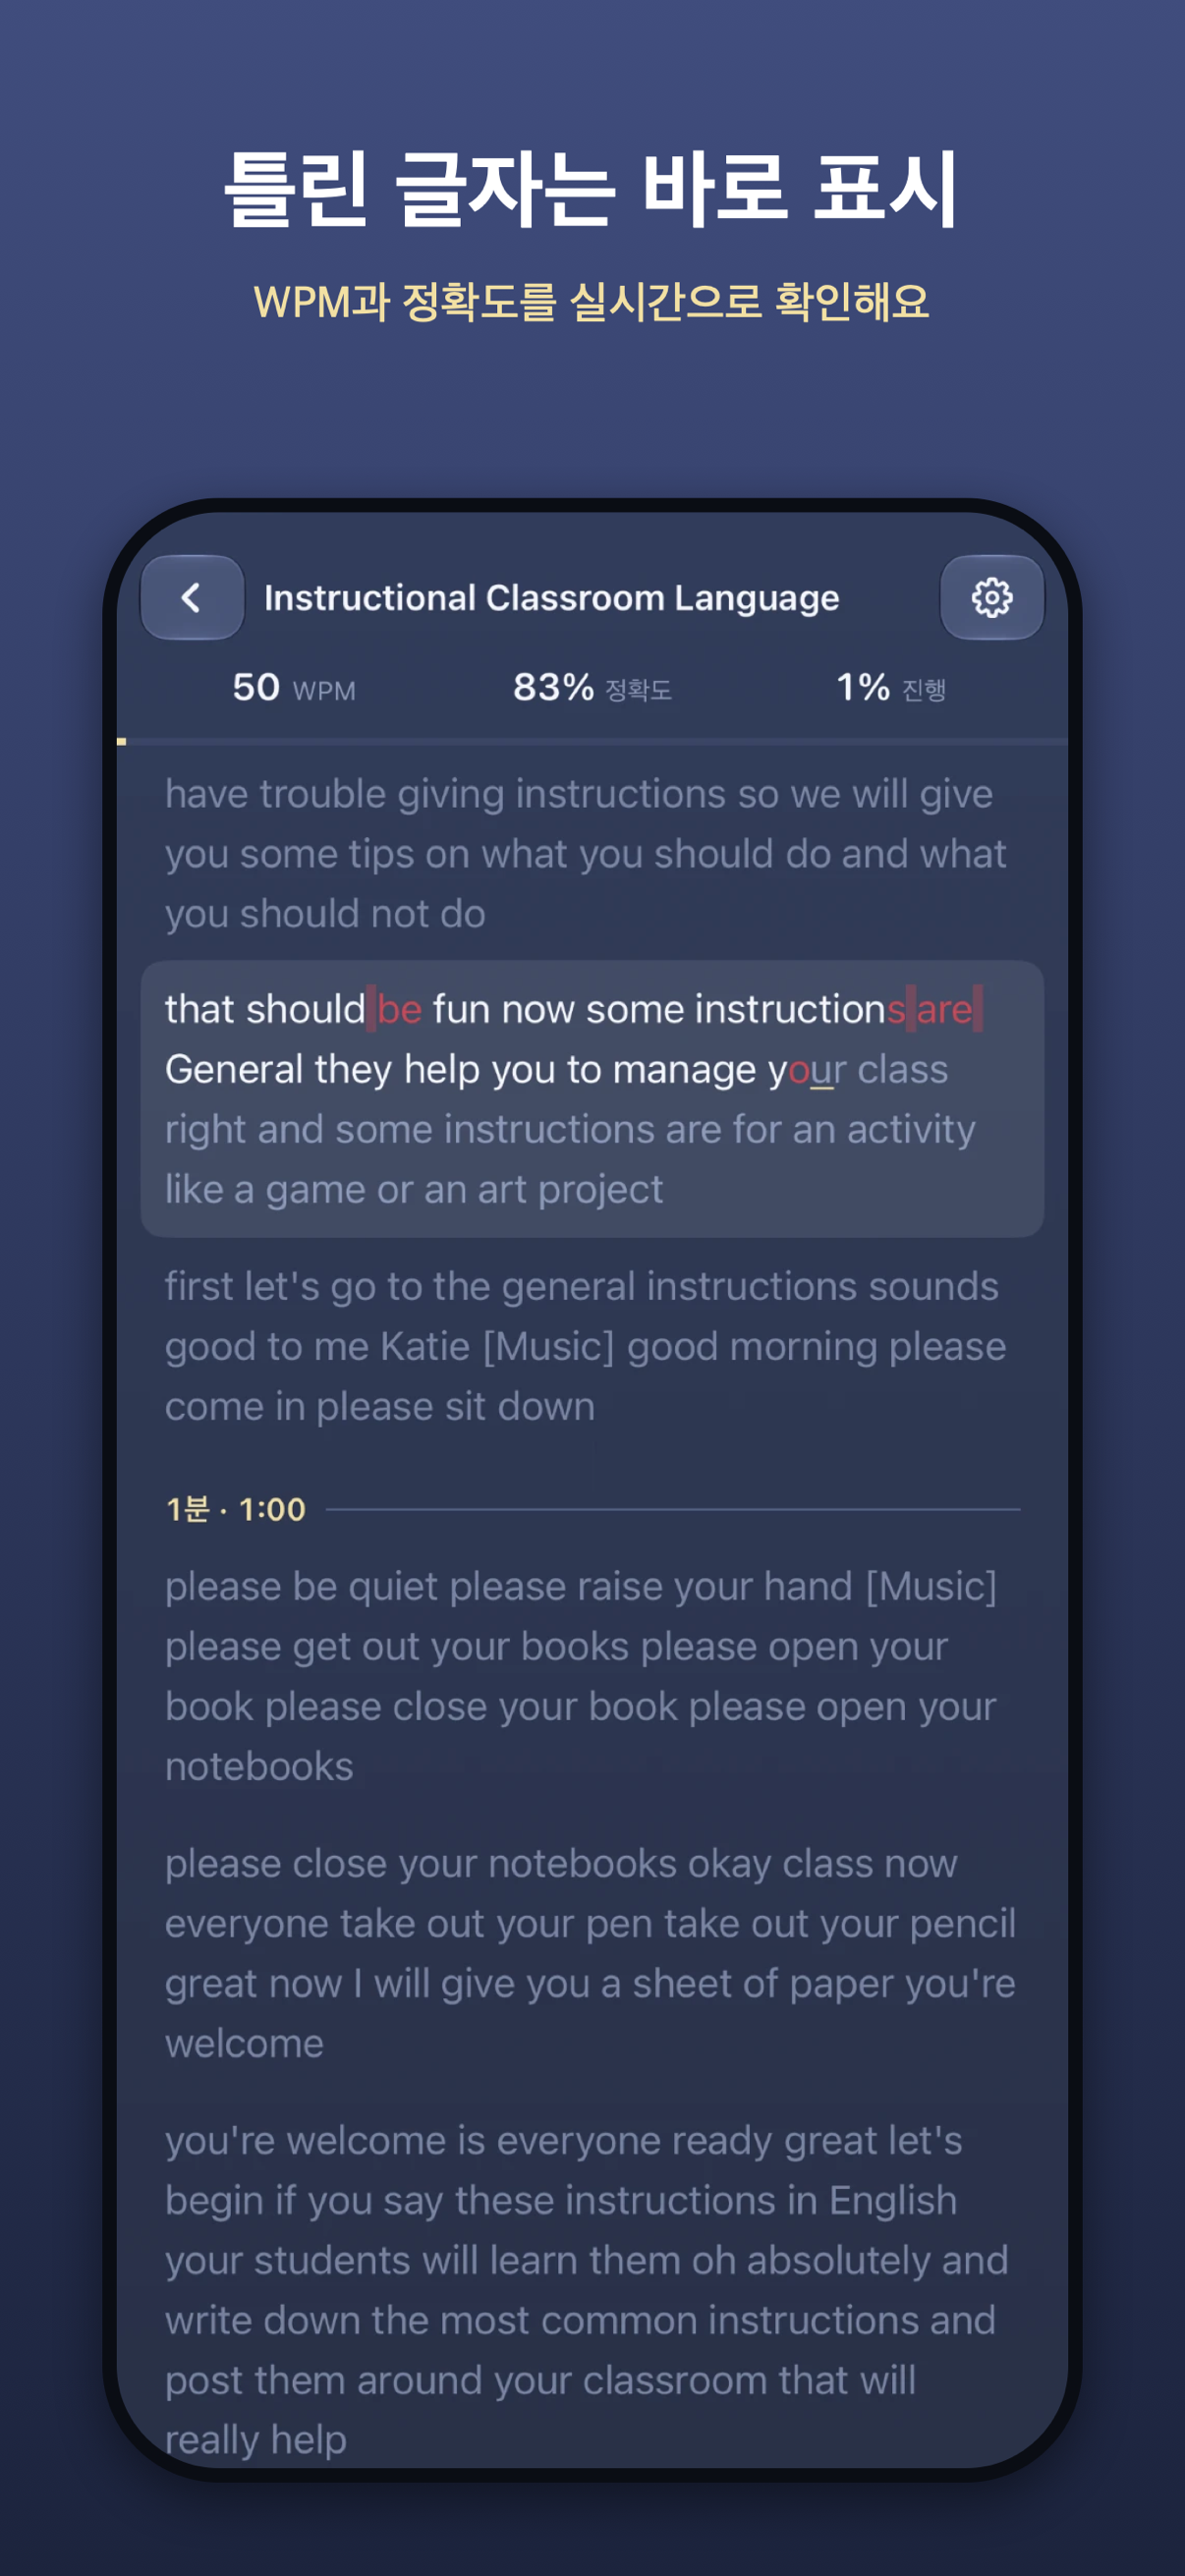 틀린 글자는 바로 표시
WPM과 정확도를 실시간으로 확인해요
Instructional Classroom Language
50 WPM 83% 정확도 1% 진행
have trouble giving instructions so we will give
you some tips on what you should do and what
you should not do
that should be fun now some instructions are
General they help you to manage your class
right and some instructions are for an activity
like a game or an art project
first let's go to the general instructions sounds
good to me Katie [Music] good morning please
come in please sit down
1분 · 1:00
please be quiet please raise your hand [Music]
please get out your books please open your
book please close your book please open your
notebooks
please close your notebooks okay class now
everyone take out your pen take out your pencil
great now I will give you a sheet of paper you're
welcome
you're welcome is everyone ready great let's
begin if you say these instructions in English
your students will learn them oh absolutely and
write down the most common instructions and
post them around your classroom that will
really help